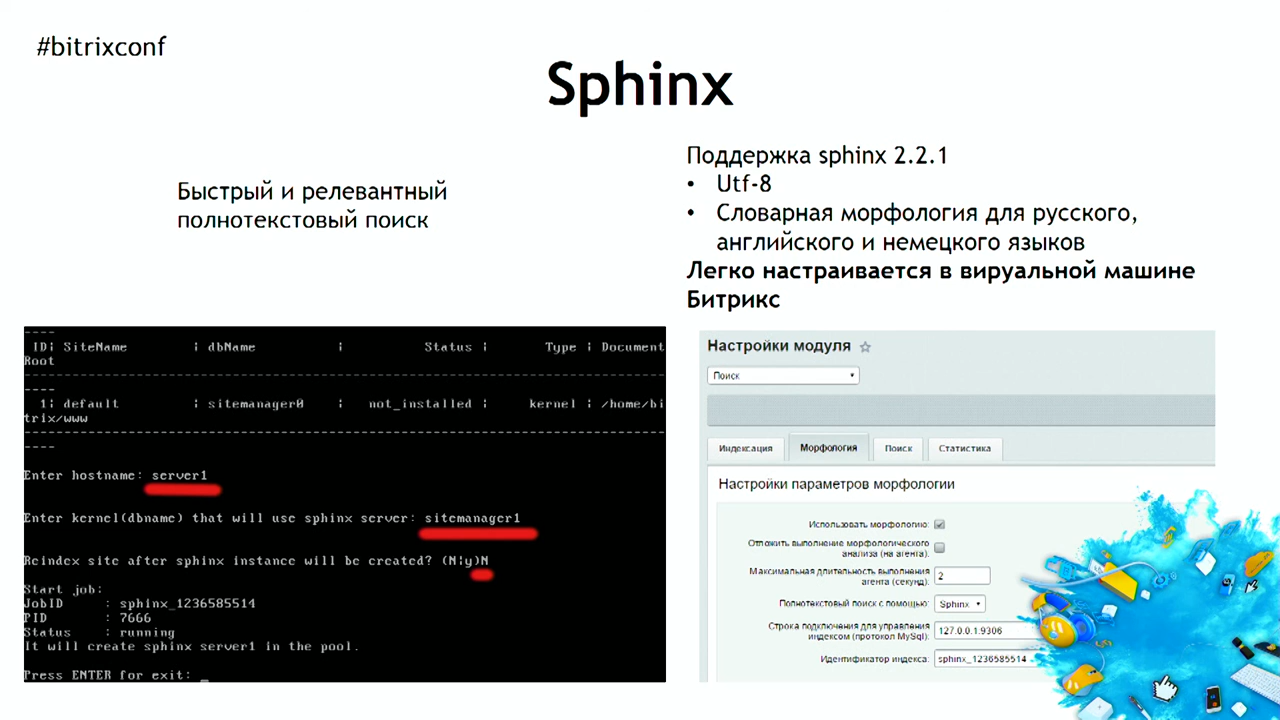 #bitrixconf
Sphinx
Быстрый и релевантный
полнотекстовый поиск
Поддержка sphinx 2.2.1
• Utf-8
• Словарная морфология для русского,
английского и немецкого языков
Легко настраивается в вируальной машине
Битрикс
----
ID| SiteName | dbName | Status | Type | Document
Root
----
1| default | sitemanager0 | not_installed | kernel | /home/bi
trix/www
----
Enter hostname: server1
Enter kernel(dbname) that will use sphinx server: sitemanager1
Reindex site after sphinx instance will be created? (N|y)N
Start job:
JobID : sphinx_1236585514
PID : 7666
Status : running
It will create sphinx server1 in the pool.
Press ENTER for exit: _
Настройки модуля
Поиск
Индексация Морфология Поиск Статистика
Настройки параметров морфологии
Использовать морфологию:
Отложить выполнение морфологического
анализа (на агента):
Максимальная длительность выполнения
агента (секунд): 2
Полнотекстовый поиск с помощью: Sphinx
Строка подключения для управления
индексом (протокол MySql): 127.0.0.1:9306
Идентификатор индекса: sphinx_1236585514